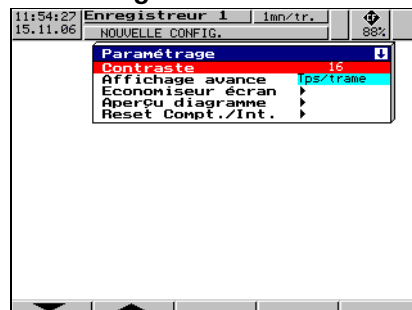 11:54:27 Enregistreur 1 1mn/tr. CF
15.11.06 NOUVELLE CONFIG. 88%
Paramétrage
Contraste 16
Affichage avance Tps/trame
Economiseur écran
Aperçu diagramme
Reset Compt./Int.